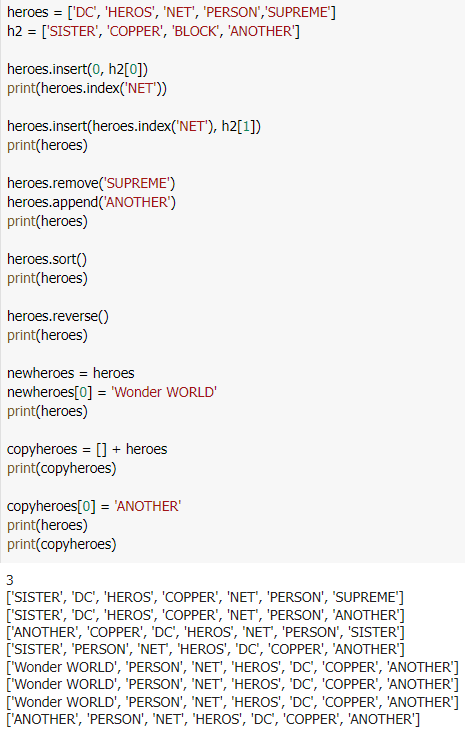 heroes = ['DC', 'HEROS', 'NET', 'PERSON','SUPREME']
h2 = ['SISTER', 'COPPER', 'BLOCK', 'ANOTHER']
heroes.insert(0, h2[0])
print(heroes.index('NET'))
heroes.insert(heroes.index('NET'), h2[1])
print(heroes)
heroes.remove('SUPREME')
heroes.append('ANOTHER')
print(heroes)
heroes.sort()
print(heroes)
heroes.reverse()
print(heroes)
newheroes = heroes
newheroes[0] = 'Wonder WORLD'
print(heroes)
copyheroes = [] + heroes
print(copyheroes)
copyheroes[0] = 'ANOTHER'
print(heroes)
print(copyheroes)
3
['SISTER', 'DC', 'HEROS', 'COPPER', 'NET', 'PERSON', 'SUPREME']
['SISTER', 'DC', 'HEROS', 'COPPER', 'NET', 'PERSON', 'ANOTHER']
['ANOTHER', 'COPPER', 'DC', 'HEROS', 'NET', 'PERSON', 'SISTER']
['SISTER', 'PERSON', 'NET', 'HEROS', 'DC', 'COPPER', 'ANOTHER']
['Wonder WORLD', 'PERSON', 'NET', 'HEROS', 'DC', 'COPPER', 'ANOTHER']
['Wonder WORLD', 'PERSON', 'NET', 'HEROS', 'DC', 'COPPER', 'ANOTHER']
['Wonder WORLD', 'PERSON', 'NET', 'HEROS', 'DC', 'COPPER', 'ANOTHER']
['ANOTHER', 'PERSON', 'NET', 'HEROS', 'DC', 'COPPER', 'ANOTHER']